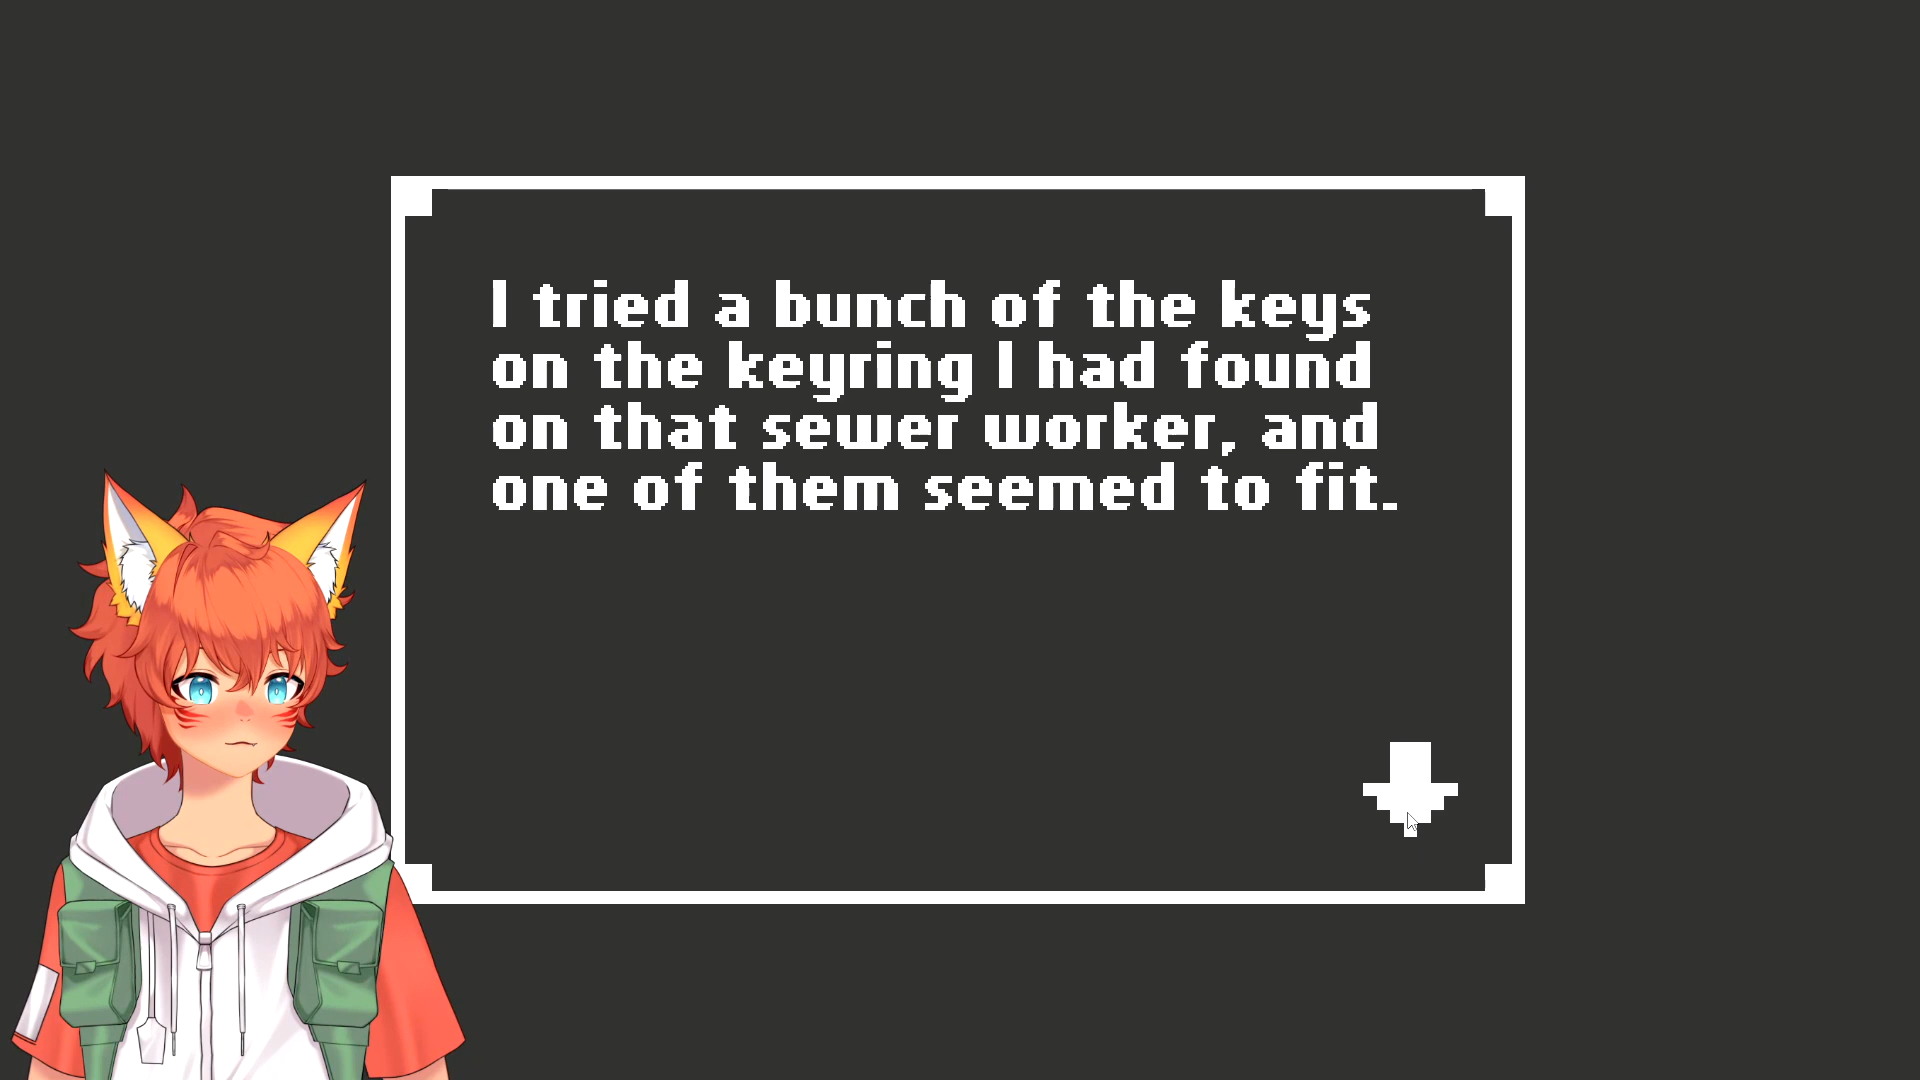 I tried a bunch of the keys
on the keyring I had found
on that sewer worker, and
one of them seemed to fit.